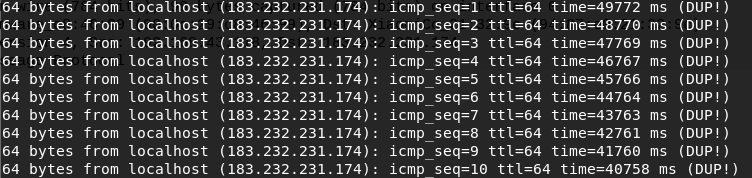 64 bytes from localhost (183.232.231.174): icmp_seq=1 ttl=64 time=49772 ms (DUP!)
64 bytes from localhost (183.232.231.174): icmp_seq=2 ttl=64 time=48770 ms (DUP!)
64 bytes from localhost (183.232.231.174): icmp_seq=3 ttl=64 time=47769 ms (DUP!)
64 bytes from localhost (183.232.231.174): icmp_seq=4 ttl=64 time=46767 ms (DUP!)
64 bytes from localhost (183.232.231.174): icmp_seq=5 ttl=64 time=45766 ms (DUP!)
64 bytes from localhost (183.232.231.174): icmp_seq=6 ttl=64 time=44764 ms (DUP!)
64 bytes from localhost (183.232.231.174): icmp_seq=7 ttl=64 time=43763 ms (DUP!)
64 bytes from localhost (183.232.231.174): icmp_seq=8 ttl=64 time=42761 ms (DUP!)
64 bytes from localhost (183.232.231.174): icmp_seq=9 ttl=64 time=41760 ms (DUP!)
64 bytes from localhost (183.232.231.174): icmp_seq=10 ttl=64 time=40758 ms (DUP!)